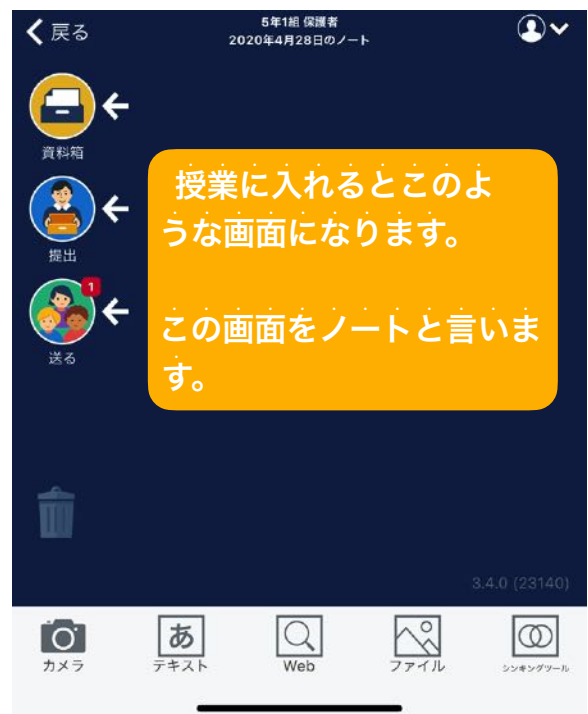 戻る
5年1組 保護者
2020年4月28日のノート
資料箱
授業に入れるとこのよ
うな画面になります。
提出
1
この画面をノートと言いま
す。
送る
3.4.0 (23140)
あ
カメラ
テキスト
Web
ファイル
シンキングツール